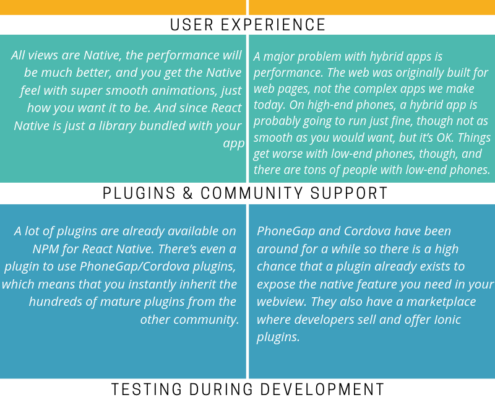 USER EXPERIENCE
All views are Native, the performance will
be much better, and you get the Native
feel with super smooth animations, just
how you want it to be. And since React
Native is just a library bundled with your
app
A major problem with hybrid apps is
performance. The web was originally built for
web pages, not the complex apps we make
today. On high-end phones, a hybrid app is
probably going to run just fine, though not as
smooth as you would want, but it's OK. Things
get worse with low-end phones, though, and
there are tons of people with low-end phones.
PLUGINS & COMMUNITY SUPPORT
A lot of plugins are already available on
NPM for React Native. There's even a
plugin to use PhoneGap/Cordova plugins,
which means that you instantly inherit the
hundreds of mature plugins from the
other community.
PhoneGap and Cordova have been
around for a while so there is a high
chance that a plugin already exists to
expose the native feature you need in your
webview. They also have a marketplace
where developers sell and offer Ionic
plugins.
TESTING DURING DEVELOPMENT